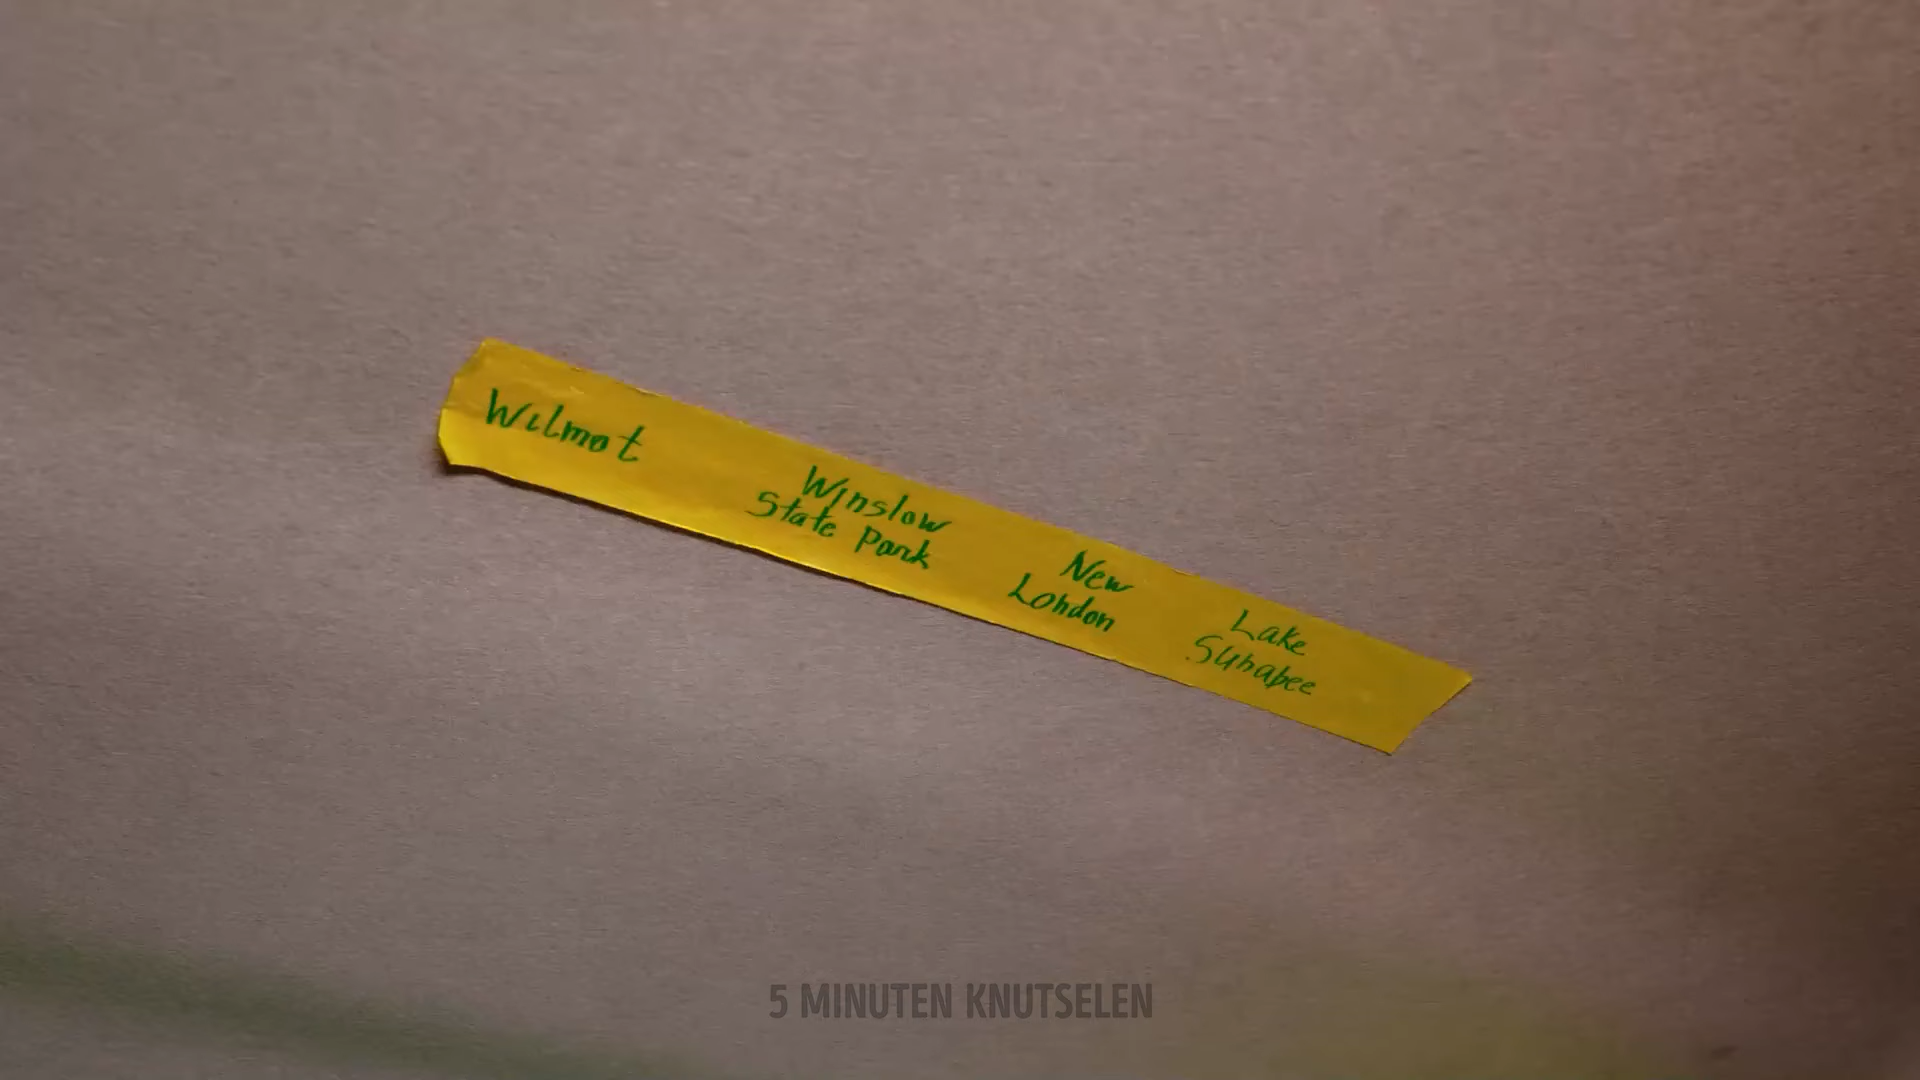 Wilmot
Winslow
State Park
New
London
Lake
Sunabee
5 MINUTEN KNUTSELEN